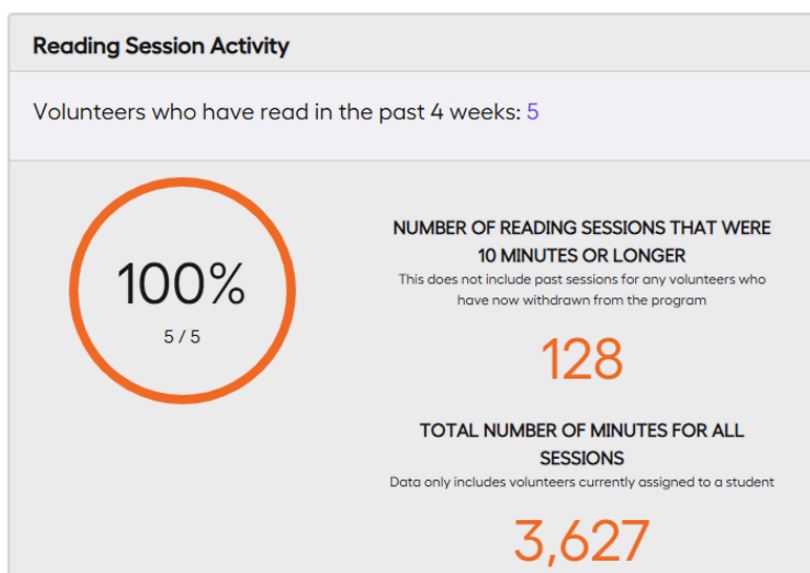 Reading Session Activity
Volunteers who have read in the past 4 weeks: 5
100%
5 / 5
NUMBER OF READING SESSIONS THAT WERE
10 MINUTES OR LONGER
This does not include past sessions for any volunteers who
have now withdrawn from the program
128
TOTAL NUMBER OF MINUTES FOR ALL
SESSIONS
Data only includes volunteers currently assigned to a student
3,627